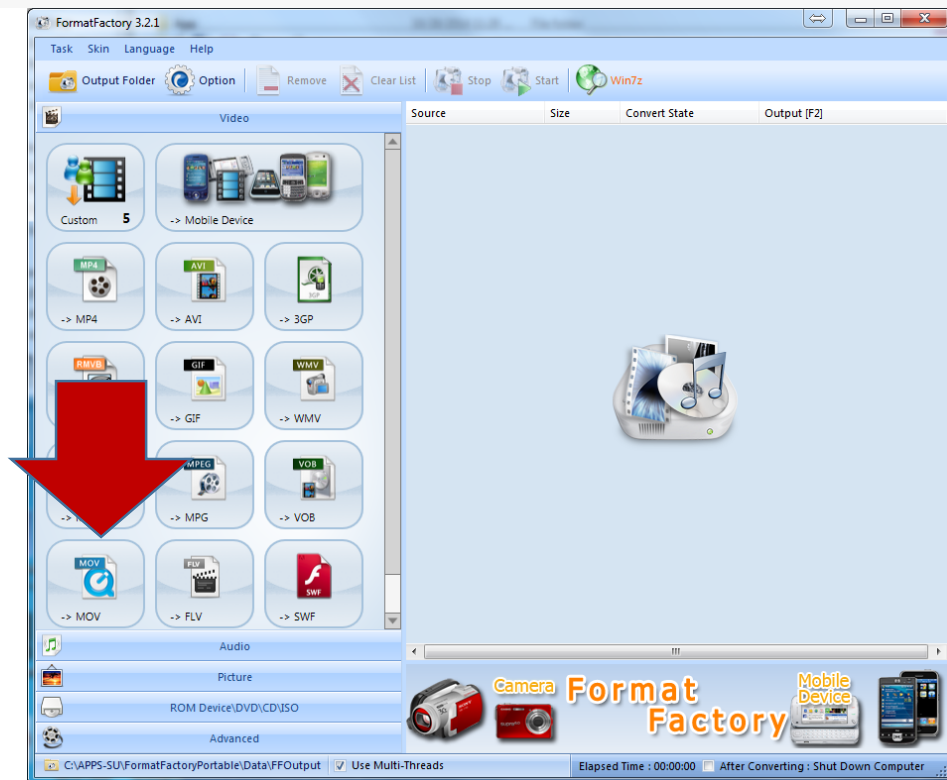 FormatFactory 3.2.1
Task Skin Language Help
Output Folder Option Remove Clear List Stop Start Win7z
Video
Source Size Convert State Output [F2]
Custom 5 -> Mobile Device
MP4 AVI 3GP
-> MP4 -> AVI -> 3GP
RMVB GIF WMV
-> GIF -> WMV
MPEG VOB
-> MPG -> VOB
MOV FLV SWF
-> MOV -> FLV -> SWF
Audio
Picture
ROM Device\DVD\CD\ISO
Advanced
Camera Format Factory Mobile Device
C:\APPS-SU\FormatFactoryPortable\Data\FFOutput Use Multi-Threads Elapsed Time : 00:00:00 After Converting : Shut Down Computer